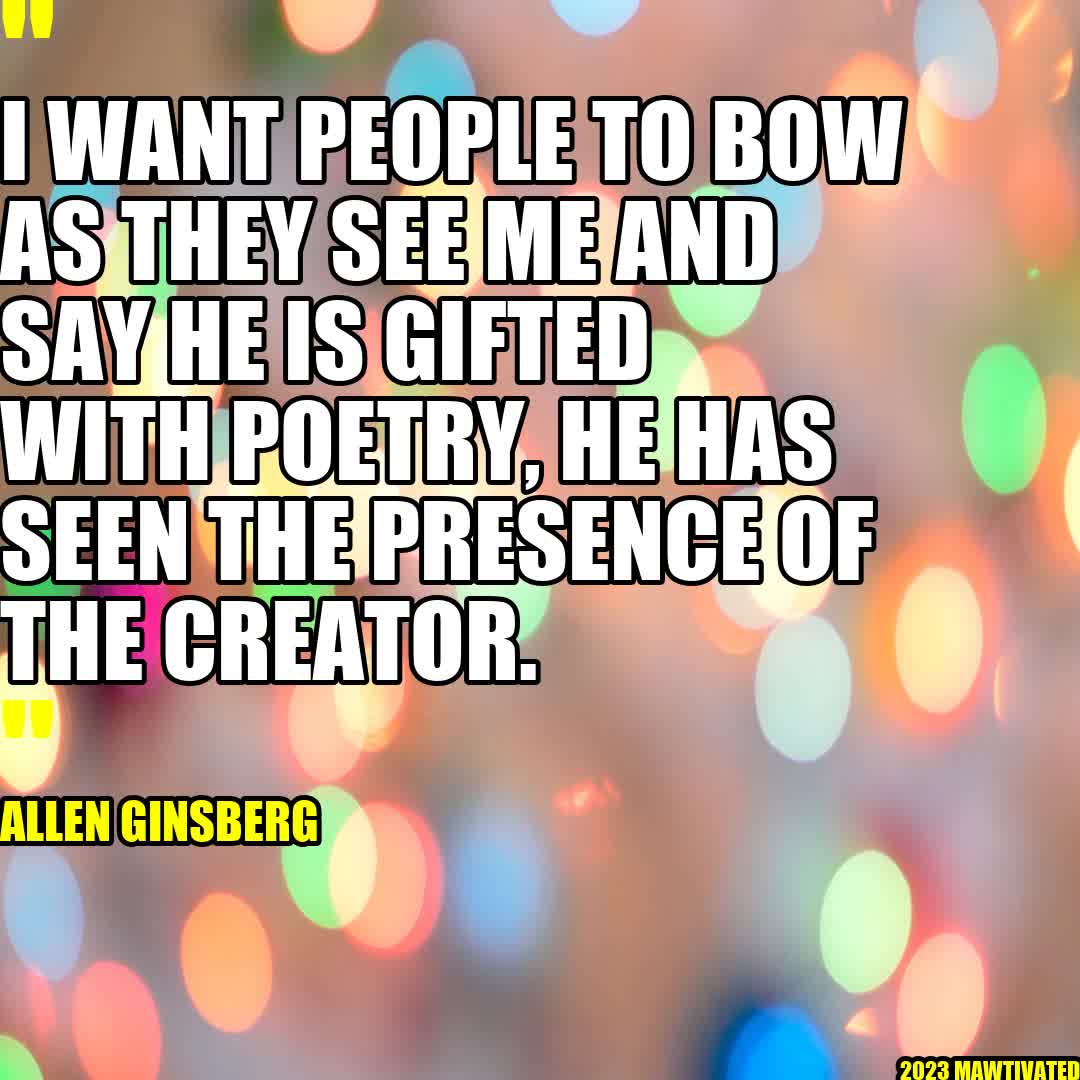 "
I WANT PEOPLE TO BOW
AS THEY SEE ME AND
SAY HE IS GIFTED
WITH POETRY, HE HAS
SEEN THE PRESENCE OF
THE CREATOR.
"
ALLEN GINSBERG
2023 MAWTIVATED